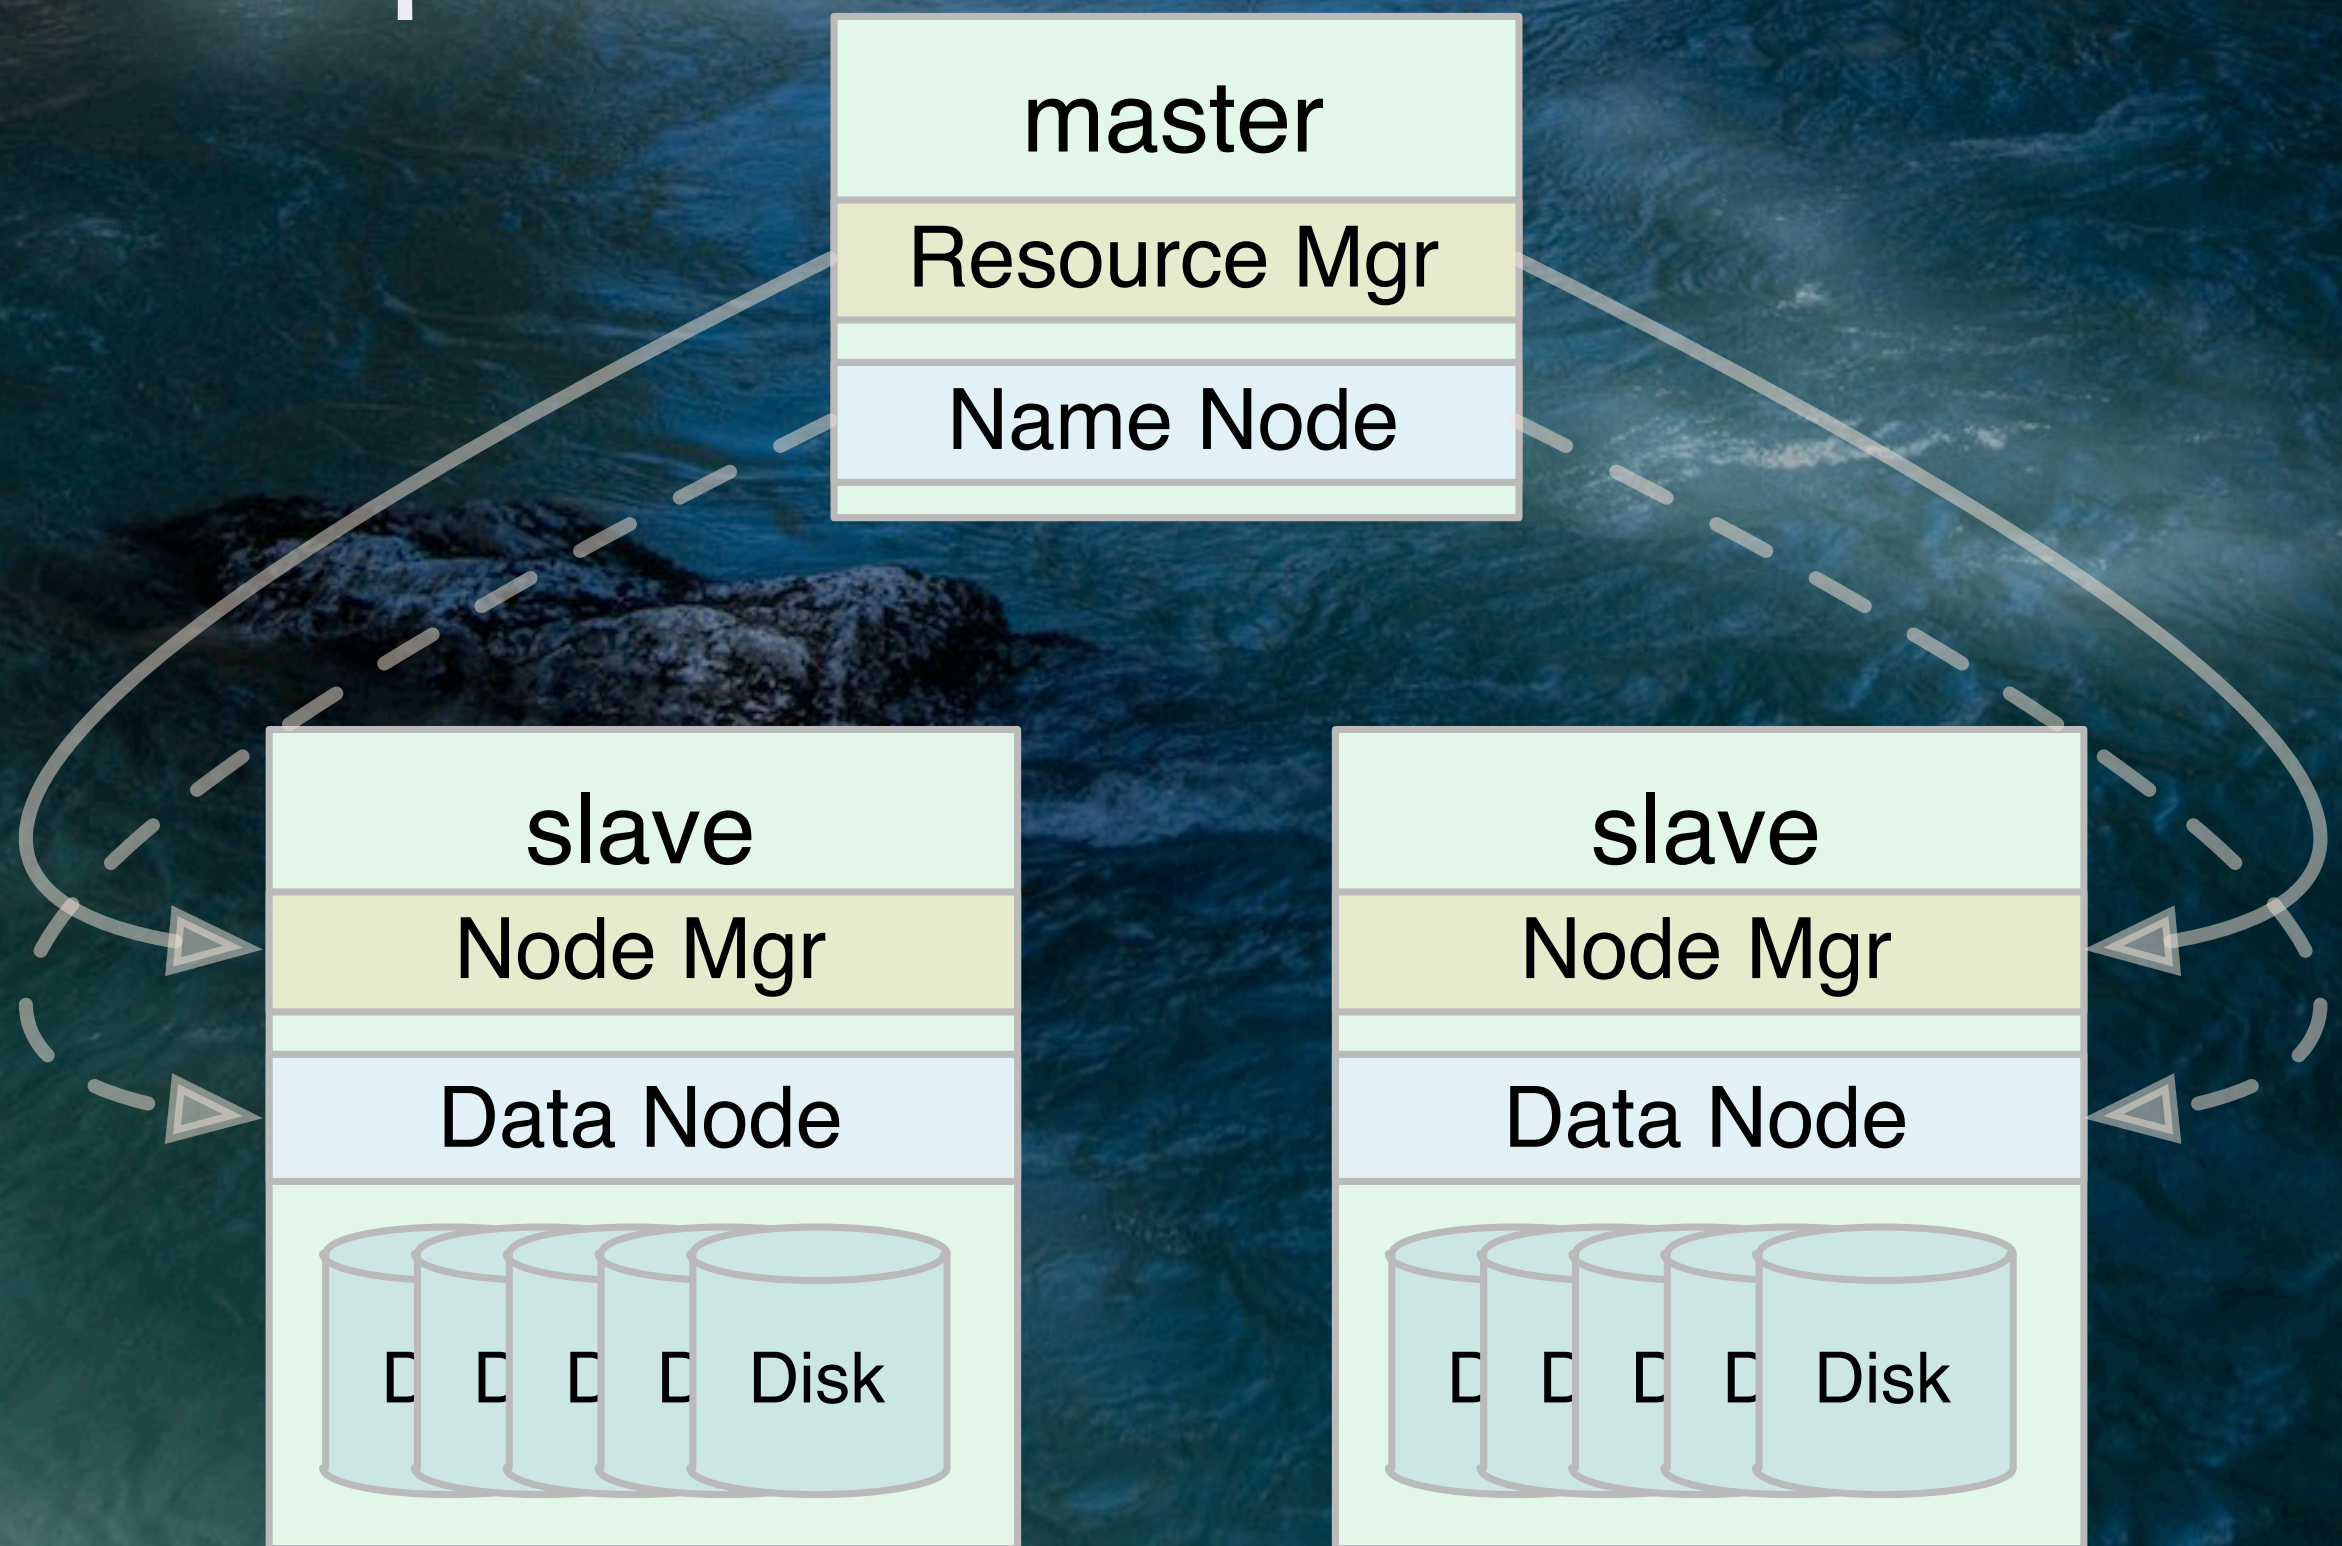 master
Resource Mgr
Name Node
slave
Node Mgr
Data Node
D D D D Disk
slave
Node Mgr
Data Node
D D D D Disk